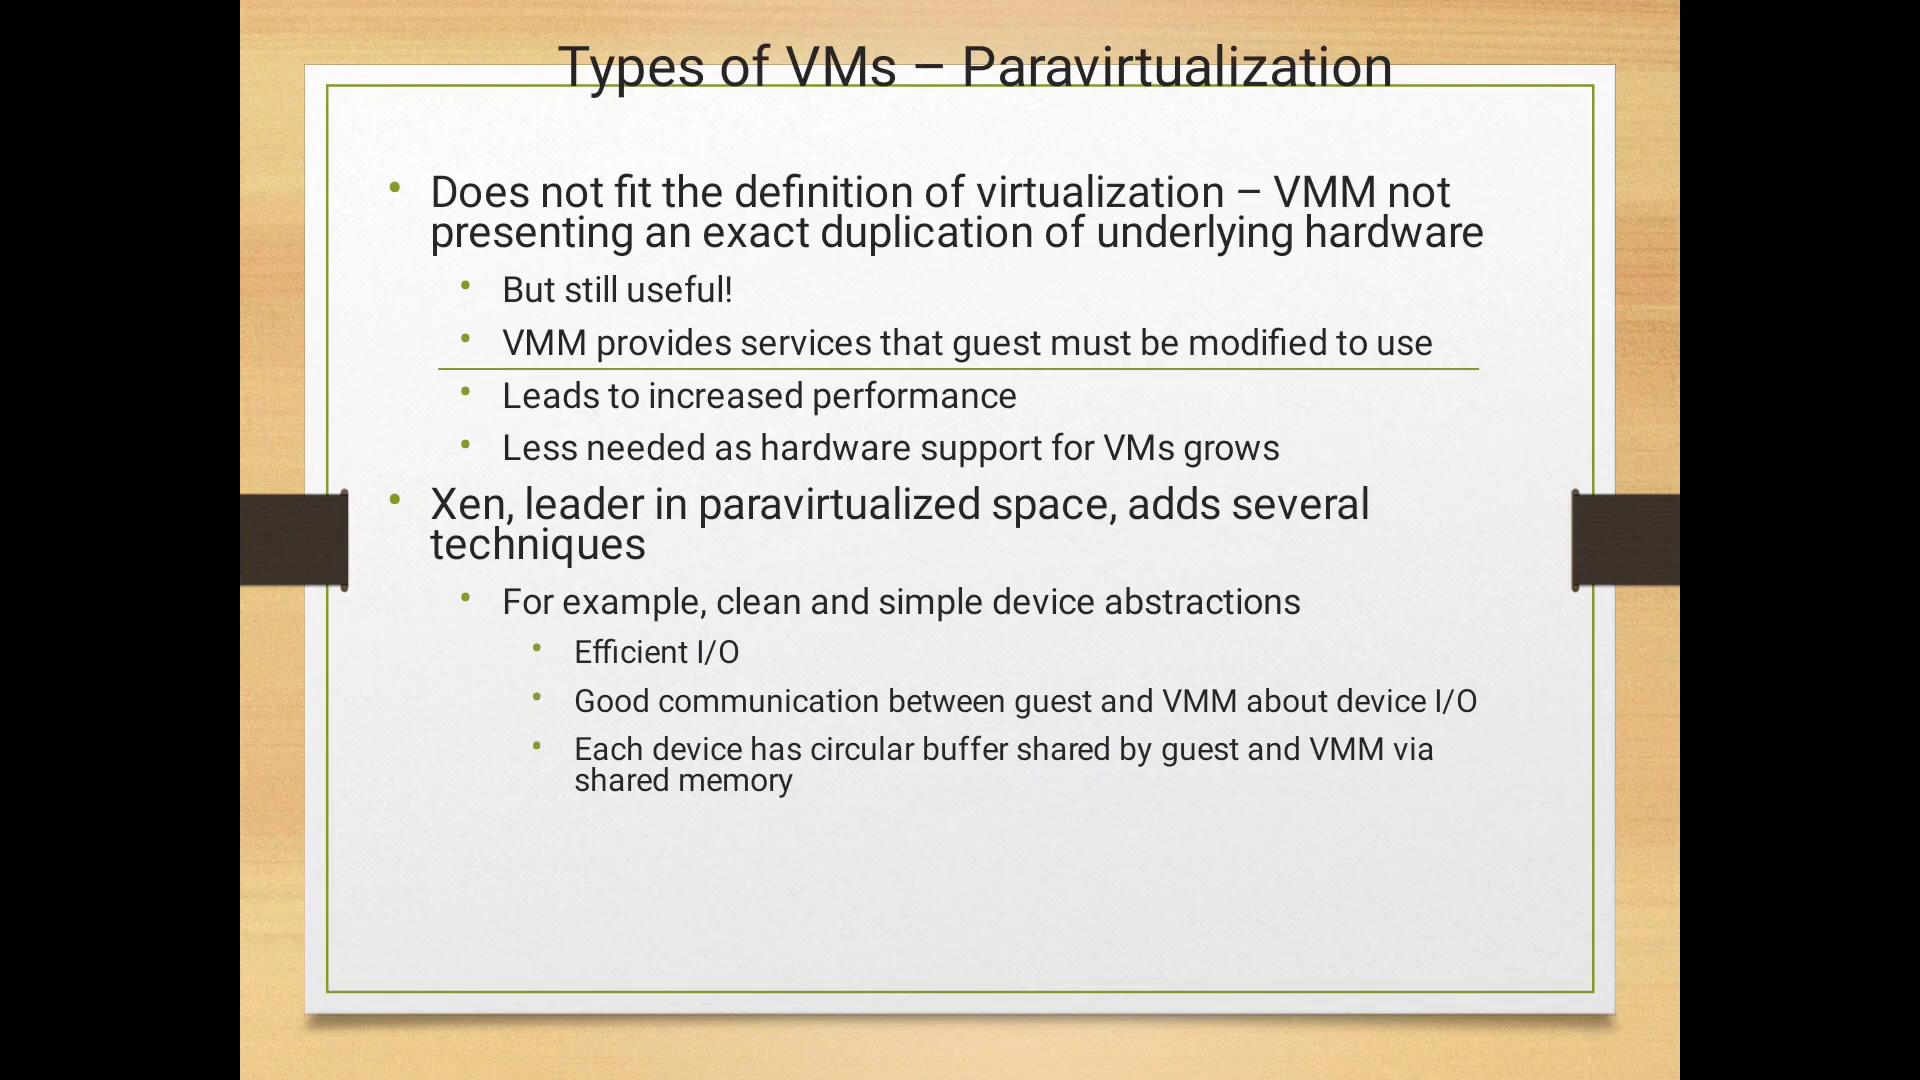 Types of VMs – Paravirtualization
• Does not fit the definition of virtualization – VMM not
presenting an exact duplication of underlying hardware
• But still useful!
• VMM provides services that guest must be modified to use
• Leads to increased performance
• Less needed as hardware support for VMs grows
• Xen, leader in paravirtualized space, adds several
techniques
• For example, clean and simple device abstractions
• Efficient I/O
• Good communication between guest and VMM about device I/O
• Each device has circular buffer shared by guest and VMM via
shared memory